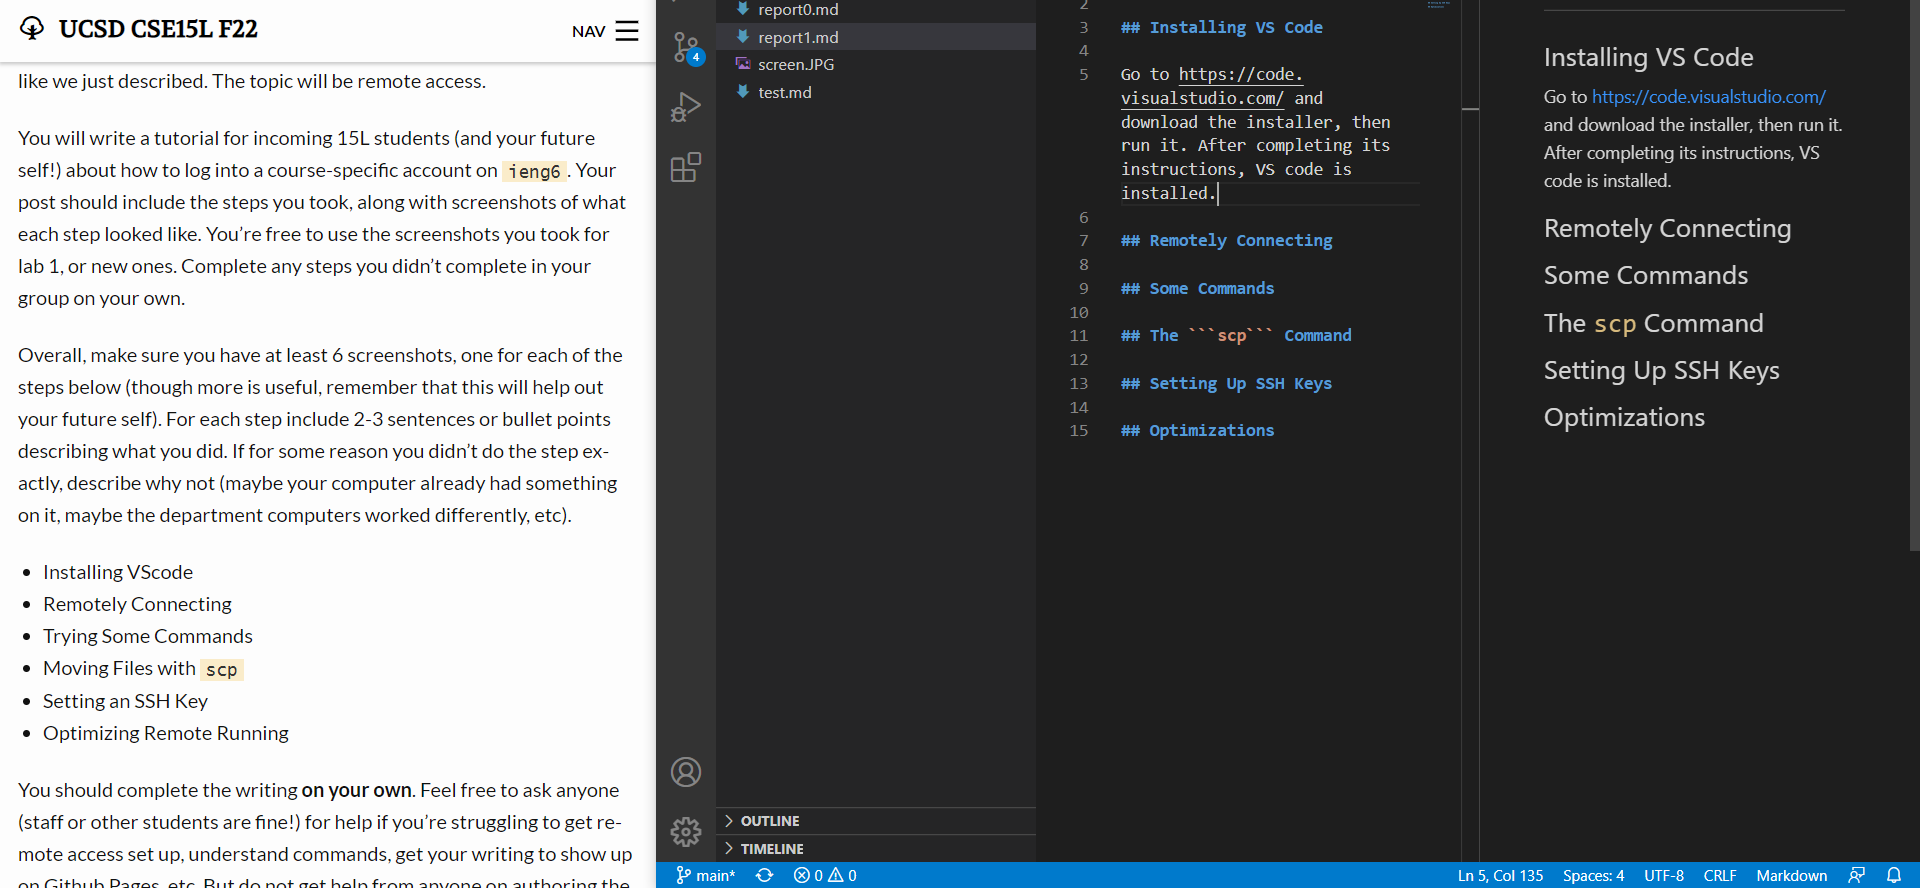 UCSD CSE15L F22
NAV
like we just described. The topic will be remote access.
You will write a tutorial for incoming 15L students (and your future
self!) about how to log into a course-specific account on ieng6. Your
post should include the steps you took, along with screenshots of what
each step looked like. You’re free to use the screenshots you took for
lab 1, or new ones. Complete any steps you didn’t complete in your
group on your own.
Overall, make sure you have at least 6 screenshots, one for each of the
steps below (though more is useful, remember that this will help out
your future self). For each step include 2-3 sentences or bullet points
describing what you did. If for some reason you didn’t do the step ex-
actly, describe why not (maybe your computer already had something
on it, maybe the department computers worked differently, etc).
• Installing VScode
• Remotely Connecting
• Trying Some Commands
• Moving Files with scp
• Setting an SSH Key
• Optimizing Remote Running
You should complete the writing on your own. Feel free to ask anyone
(staff or other students are fine!) for help if you’re struggling to get re-
mote access set up, understand commands, get your writing to show up
on Github Pages, etc. But do not get help from anyone on authoring the
4
report0.md
report1.md
screen.JPG
test.md
OUTLINE
TIMELINE
2
3 ## Installing VS Code
4
5 Go to https://code.
visualstudio.com/ and
download the installer, then
run it. After completing its
instructions, VS code is
installed.
6
7 ## Remotely Connecting
8
9 ## Some Commands
10
11 ## The ```scp``` Command
12
13 ## Setting Up SSH Keys
14
15 ## Optimizations
Installing VS Code
Go to https://code.visualstudio.com/
and download the installer, then run it.
After completing its instructions, VS
code is installed.
Remotely Connecting
Some Commands
The scp Command
Setting Up SSH Keys
Optimizations
main* 0 0 Ln 5, Col 135 Spaces: 4 UTF-8 CRLF Markdown